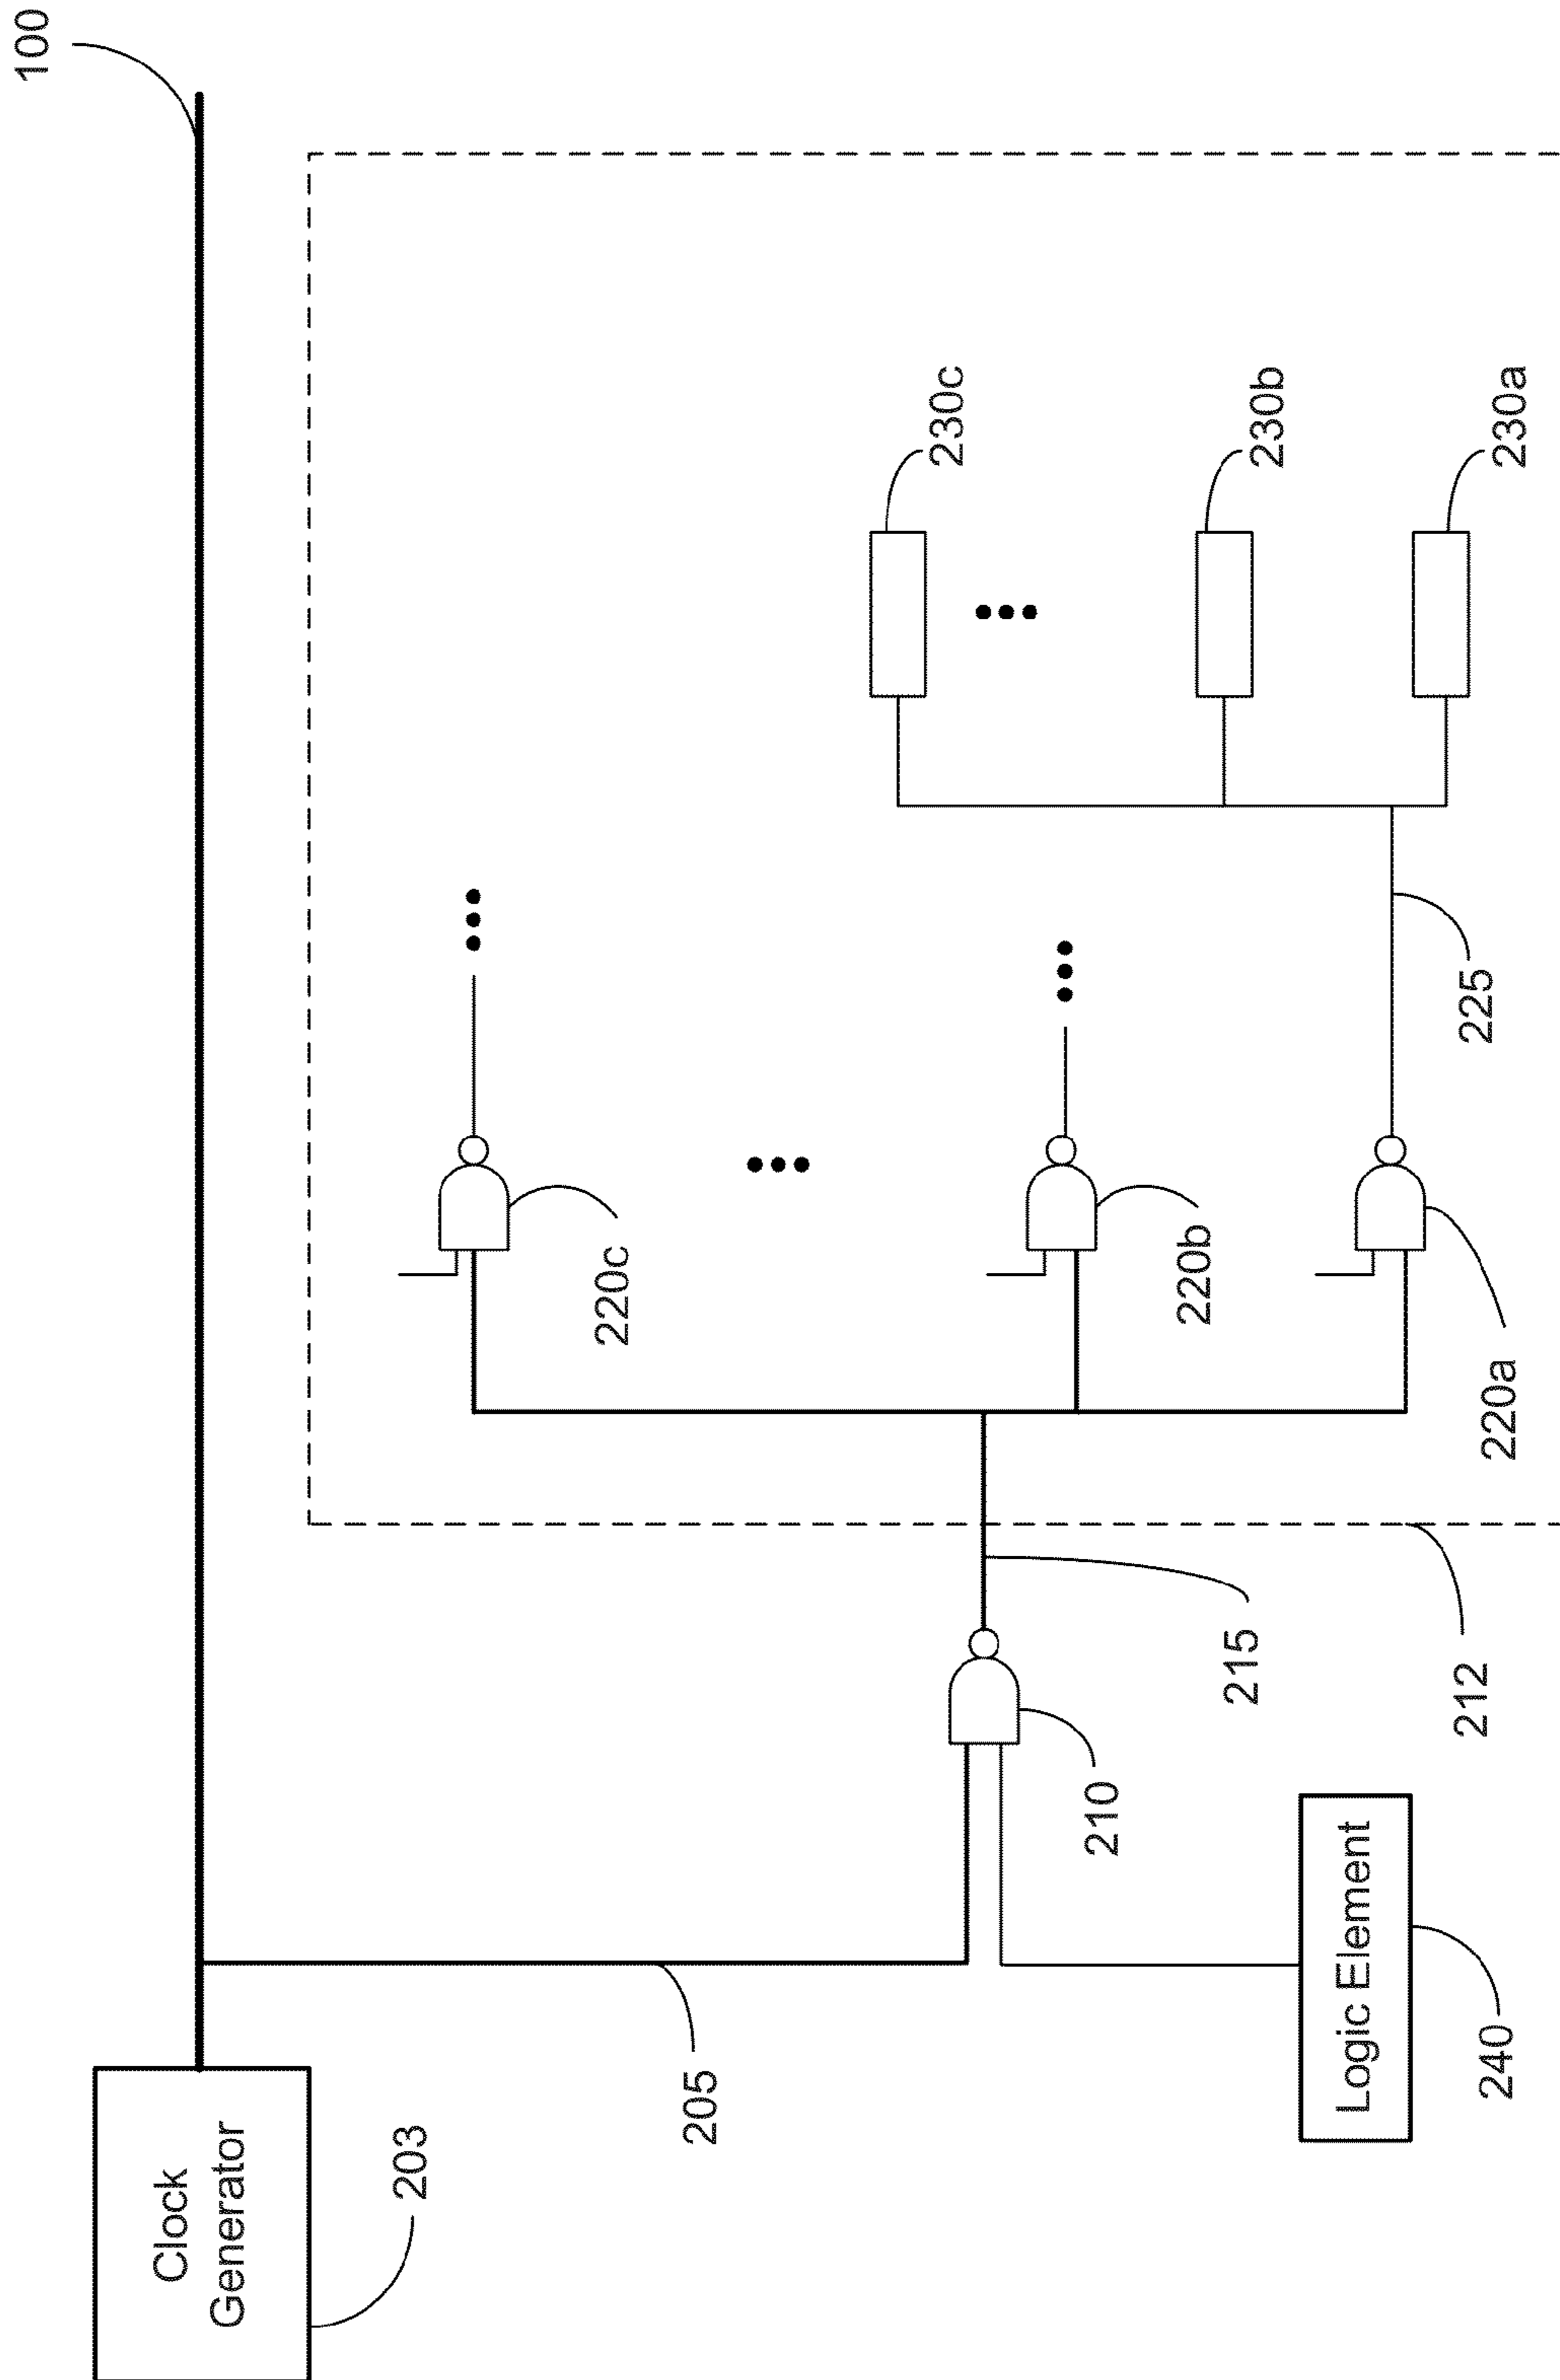 100
Clock
Generator
203
205
220c
230c
210
215
220b
230b
Logic Element
240
212
220a
225
230a